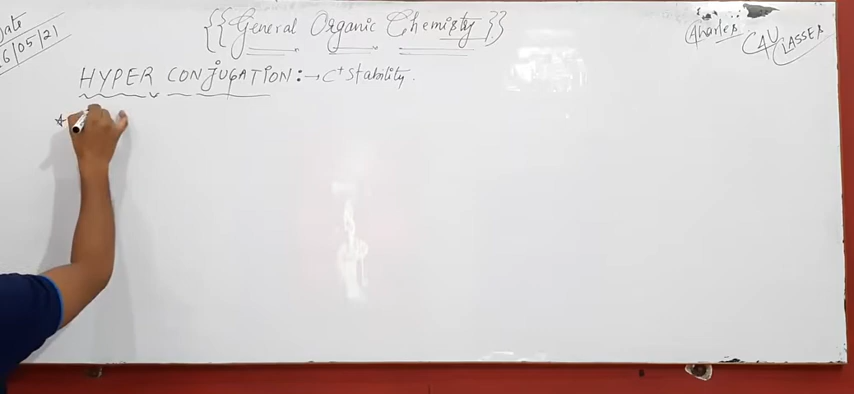 Date
6/05/21
{{General Organic Chemistry}}
Charles
C4U CLASSES
HYPER CONJUGATION :→ C⁺ Stability.
☆